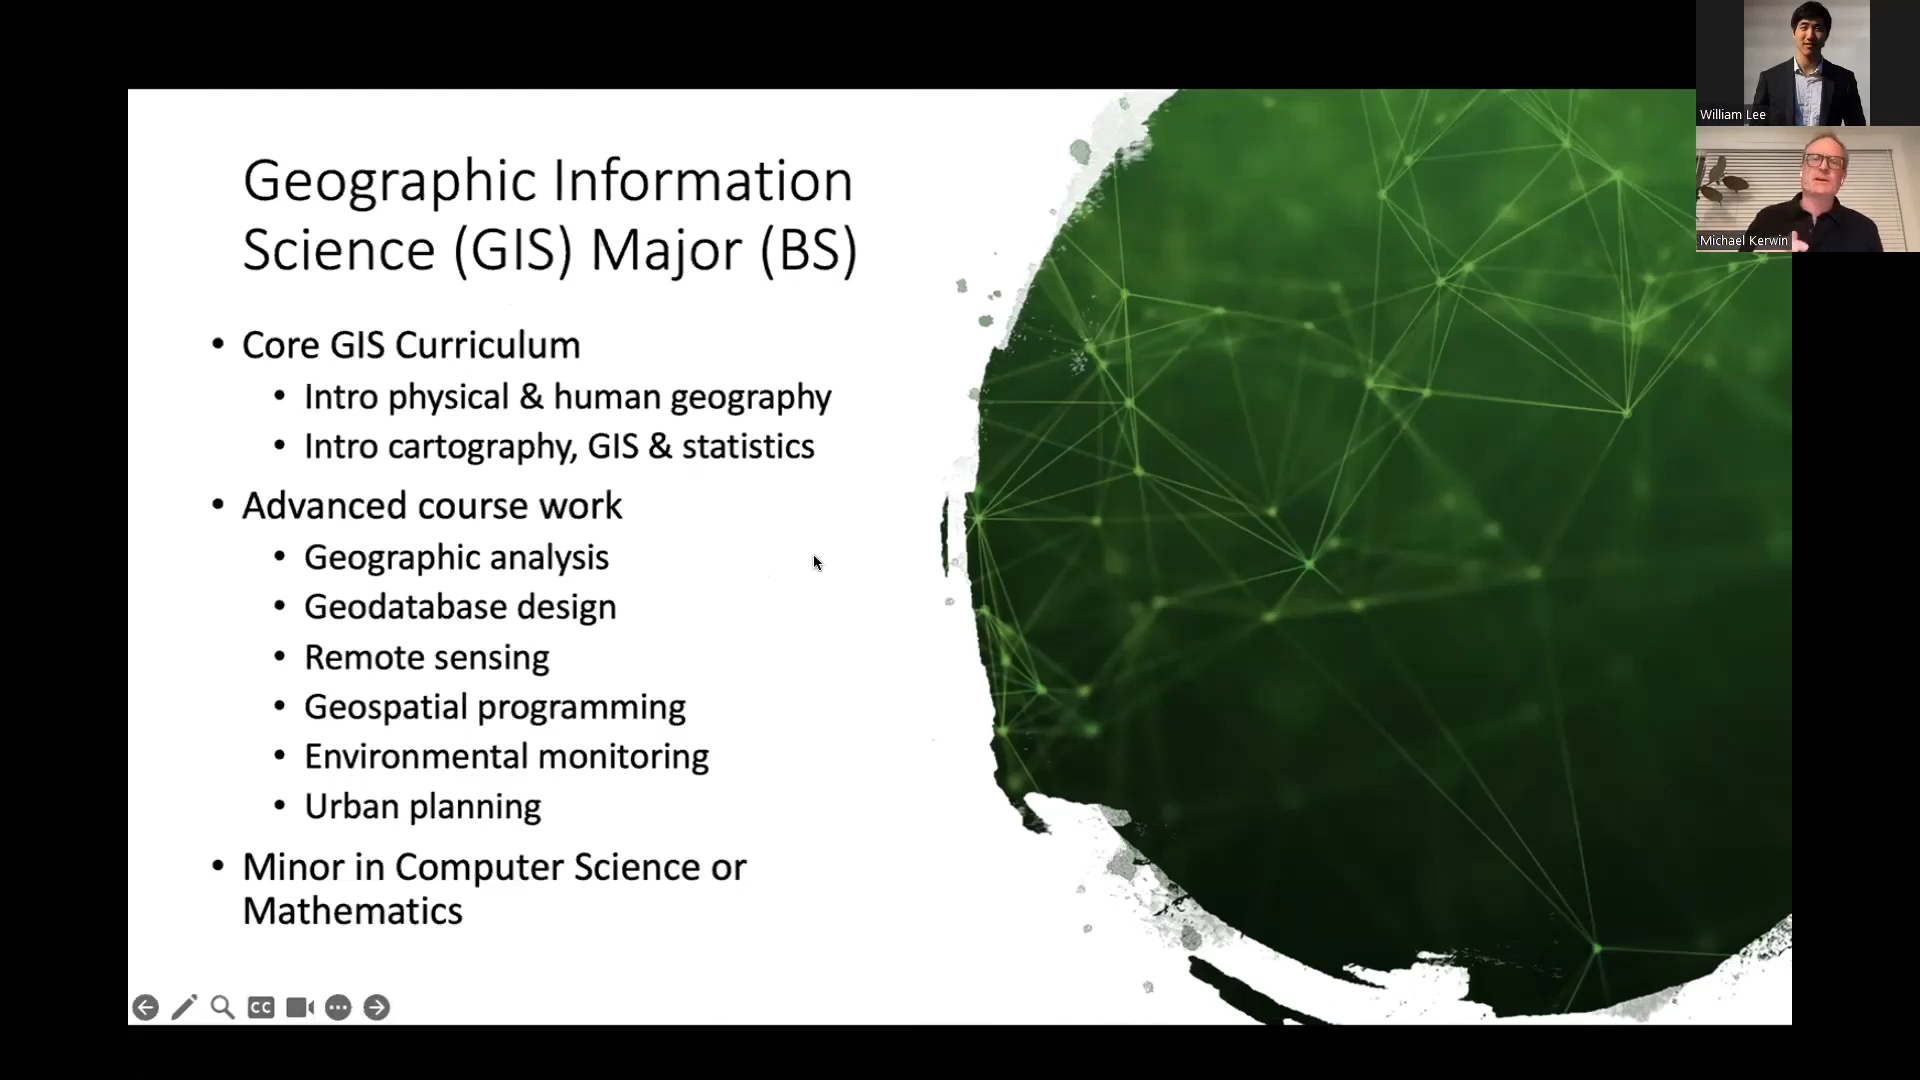 Geographic Information
Science (GIS) Major (BS)
• Core GIS Curriculum
• Intro physical & human geography
• Intro cartography, GIS & statistics
• Advanced course work
• Geographic analysis
• Geodatabase design
• Remote sensing
• Geospatial programming
• Environmental monitoring
• Urban planning
• Minor in Computer Science or
Mathematics
CC
William Lee
Michael Kerwin